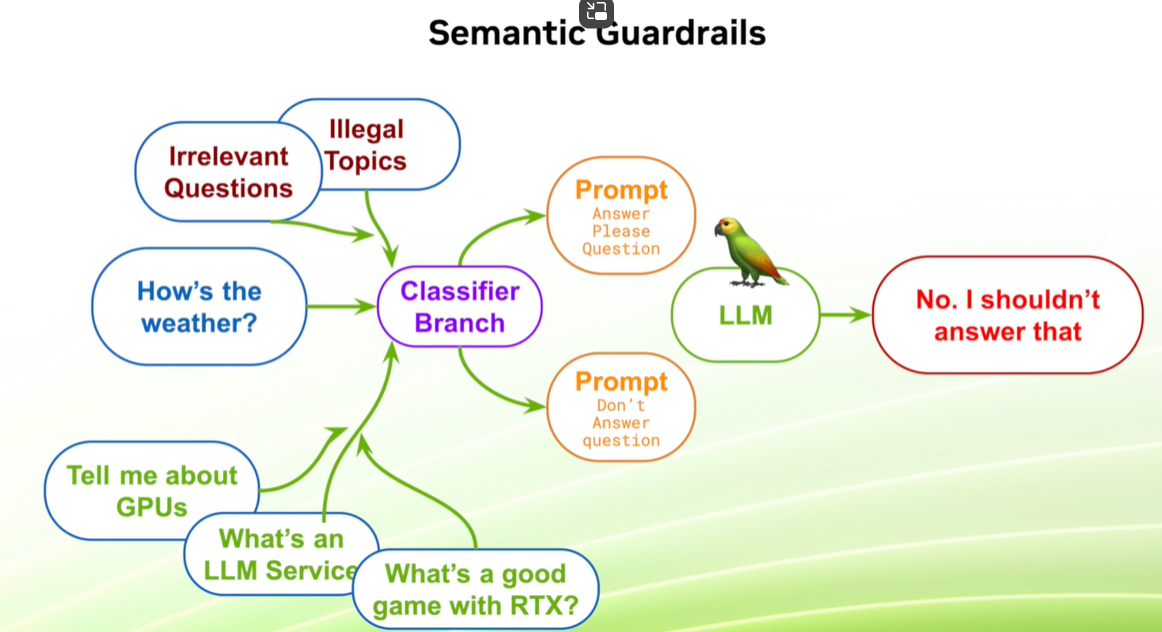 Semantic Guardrails
Illegal
Topics
Irrelevant
Questions
How's the
weather?
Tell me about
GPUs
What's an
LLM Service
What's a good
game with RTX?
Classifier
Branch
Prompt
Answer
Please
Question
Prompt
Don't
Answer
question
LLM
No. I shouldn't
answer that